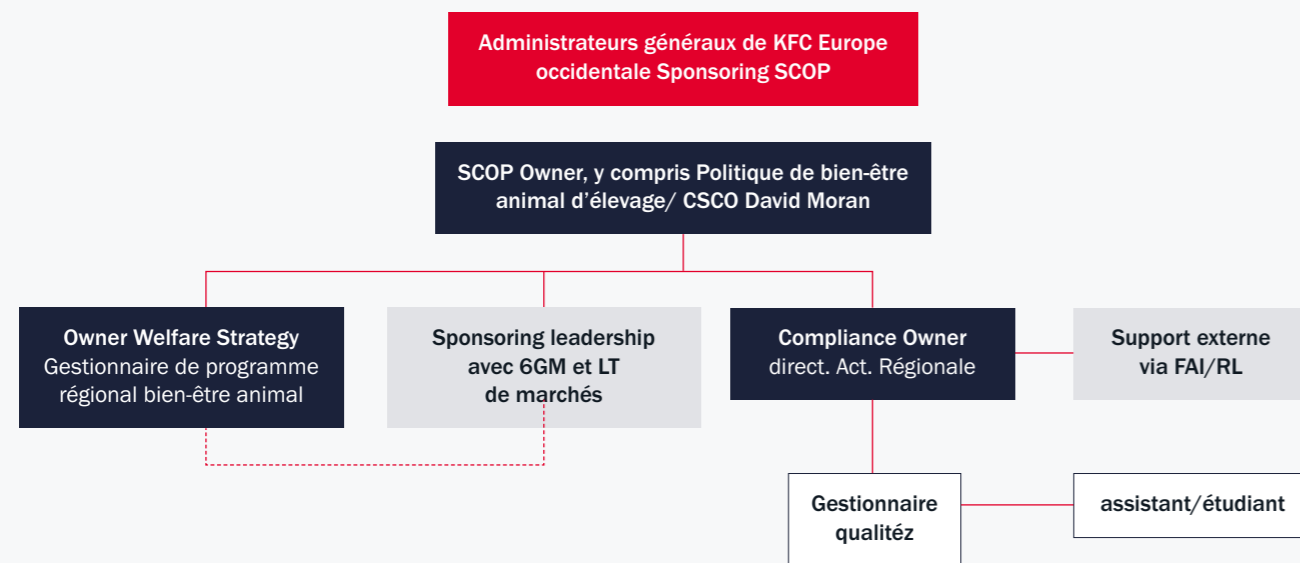 Administrateurs généraux de KFC Europe
occidentale Sponsoring SCOP
SCOP Owner, y compris Politique de bien-être
animal d’élevage/ CSCO David Moran
Owner Welfare Strategy
Gestionnaire de programme
régional bien-être animal
Sponsoring leadership
avec 6GM et LT
de marchés
Compliance Owner
direct. Act. Régionale
Support externe
via FAI/RL
Gestionnaire
qualitéz
assistant/étudiant